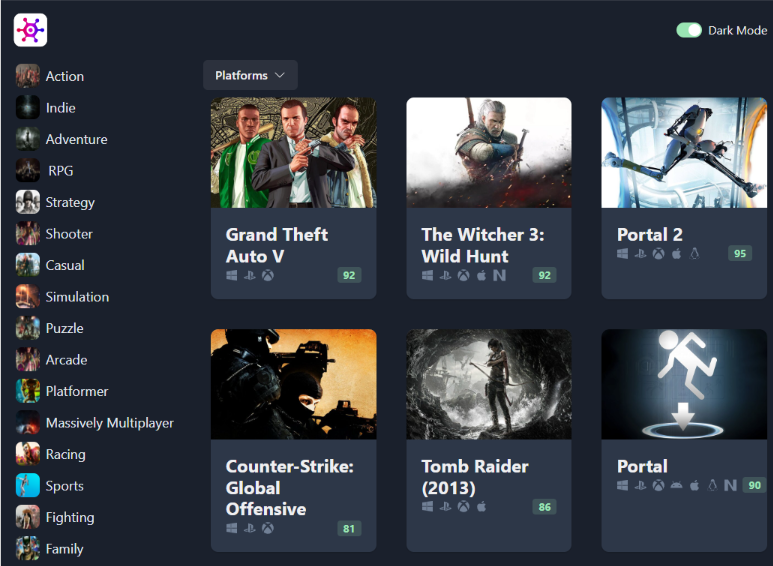 Dark Mode
Platforms
Action
Indie
Adventure
RPG
Strategy
Shooter
Casual
Simulation
Puzzle
Arcade
Platformer
Massively Multiplayer
Racing
Sports
Fighting
Family
Grand Theft
Auto V
92
The Witcher 3:
Wild Hunt
92
Portal 2
95
Counter-Strike:
Global
Offensive
81
Tomb Raider
(2013)
86
Portal
90